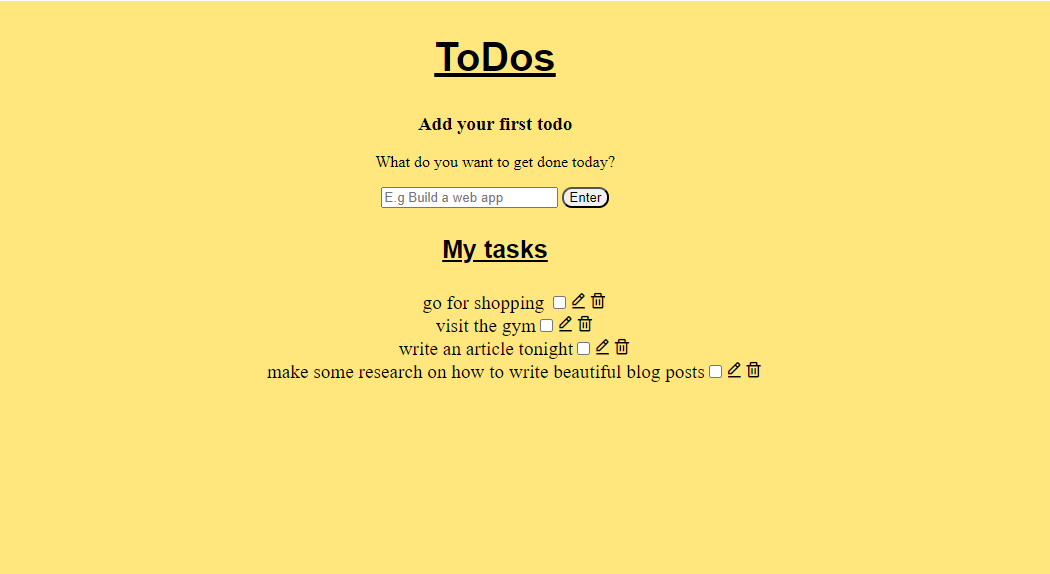 ToDos
Add your first todo
What do you want to get done today?
E.g Build a web app Enter
My tasks
go for shopping
visit the gym
write an article tonight
make some research on how to write beautiful blog posts